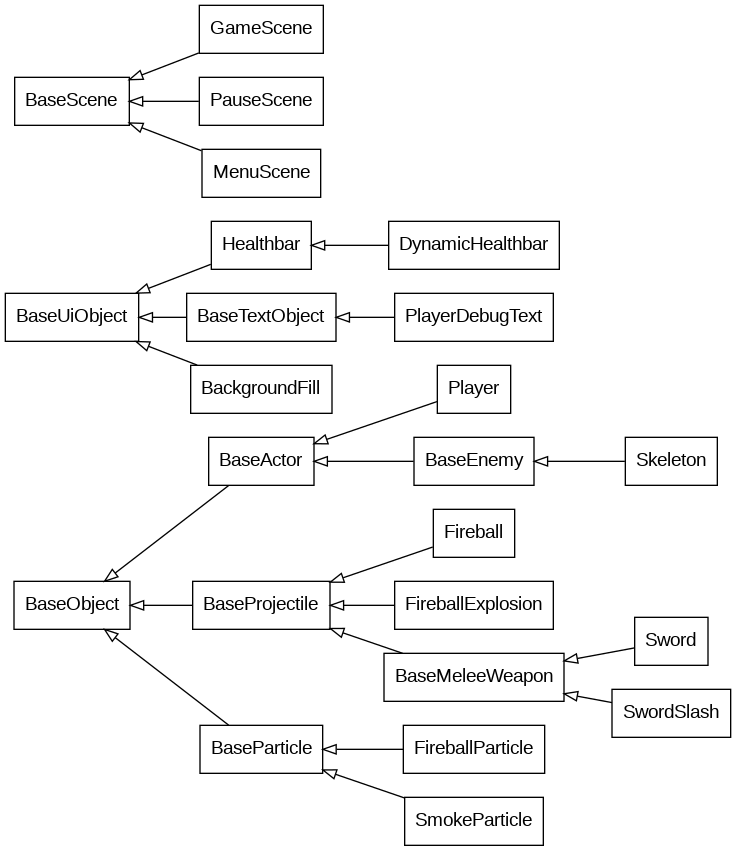 GameScene
BaseScene
PauseScene
MenuScene
Healthbar
DynamicHealthbar
BaseUiObject
BaseTextObject
PlayerDebugText
BackgroundFill
Player
BaseActor
BaseEnemy
Skeleton
Fireball
BaseObject
BaseProjectile
FireballExplosion
Sword
BaseMeleeWeapon
SwordSlash
BaseParticle
FireballParticle
SmokeParticle